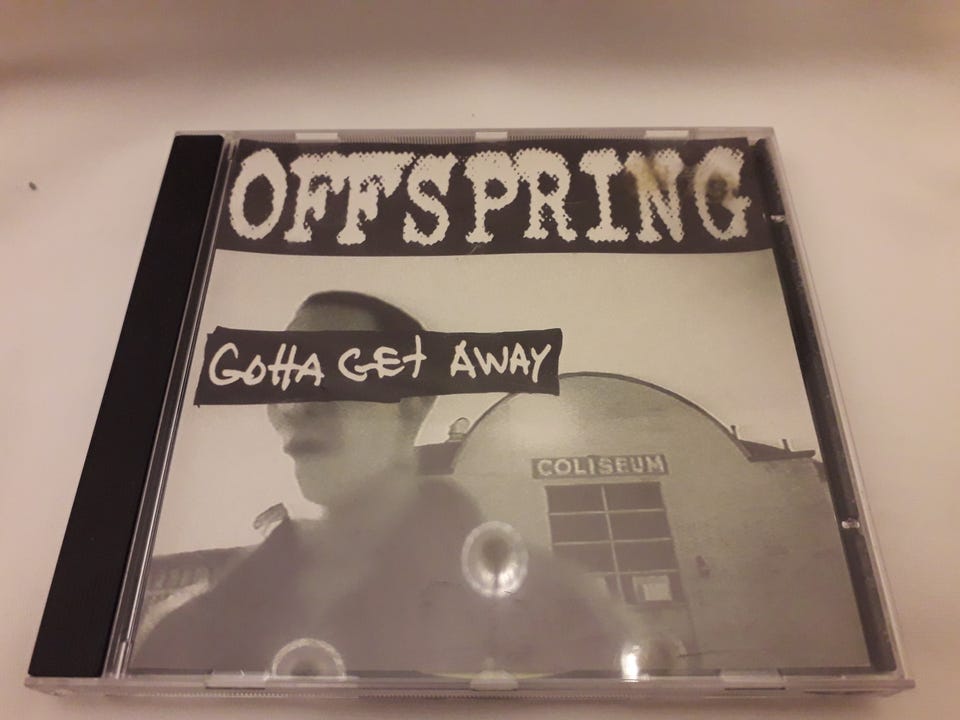 OFFSPRING
GOttA GEt AWAY
COLISEUM